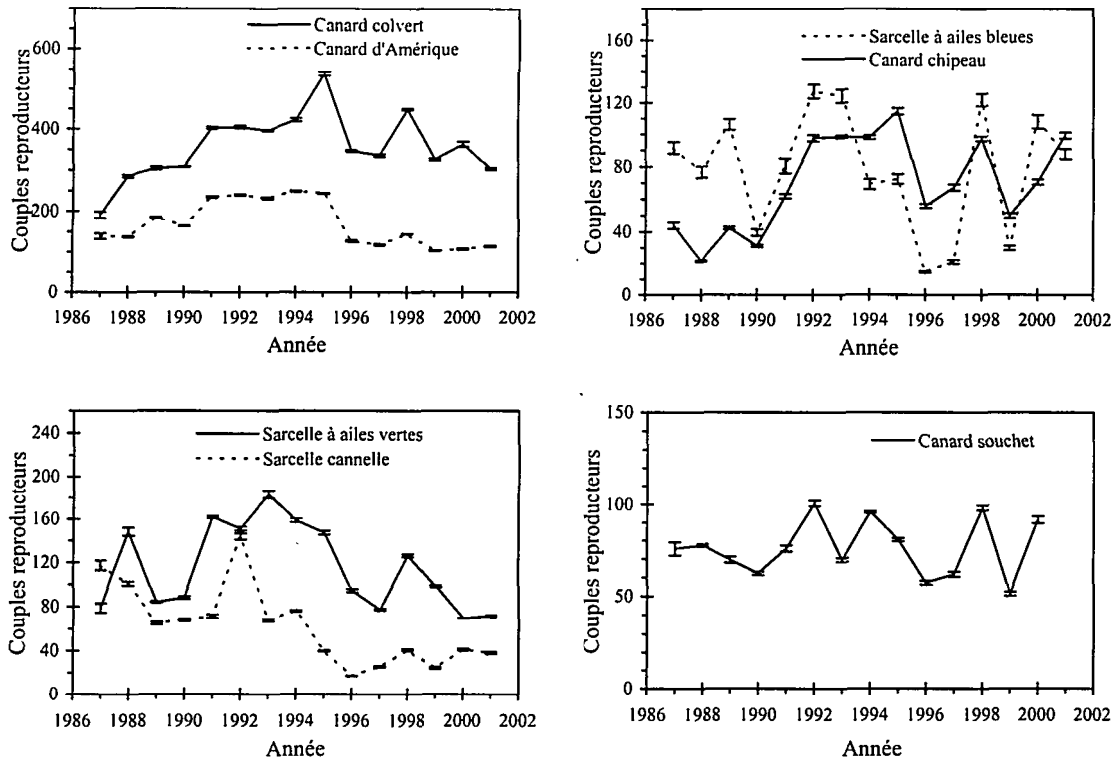 Canard colvert
Canard d'Amérique
Couples reproducteurs
600
400
200
0
1986 1988 1990 1992 1994 1996 1998 2000 2002
Année
Sarcelle à ailes bleues
Canard chipeau
Couples reproducteurs
160
120
80
40
0
1986 1988 1990 1992 1994 1996 1998 2000 2002
Année
Sarcelle à ailes vertes
Sarcelle cannelle
Couples reproducteurs
240
200
160
120
80
40
0
1986 1988 1990 1992 1994 1996 1998 2000 2002
Année
Canard souchet
Couples reproducteurs
150
100
50
0
1986 1988 1990 1992 1994 1996 1998 2000 2002
Année